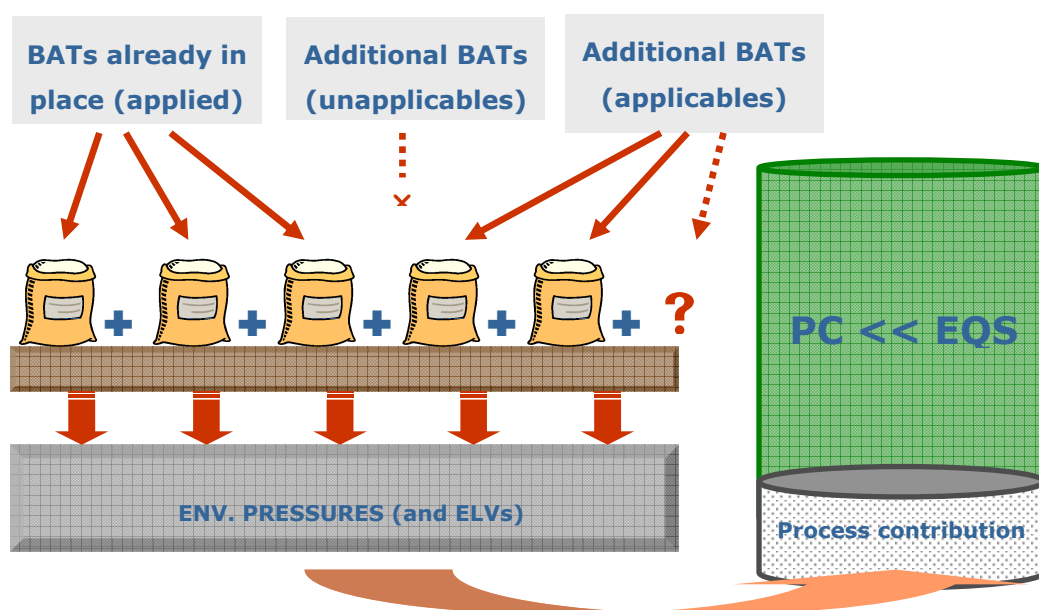 BATs already in
place (applied)
Additional BATs
(unapplicables)
Additional BATs
(applicables)
+ + + + + ?
PC << EQS
ENV. PRESSURES (and ELVs)
Process contribution